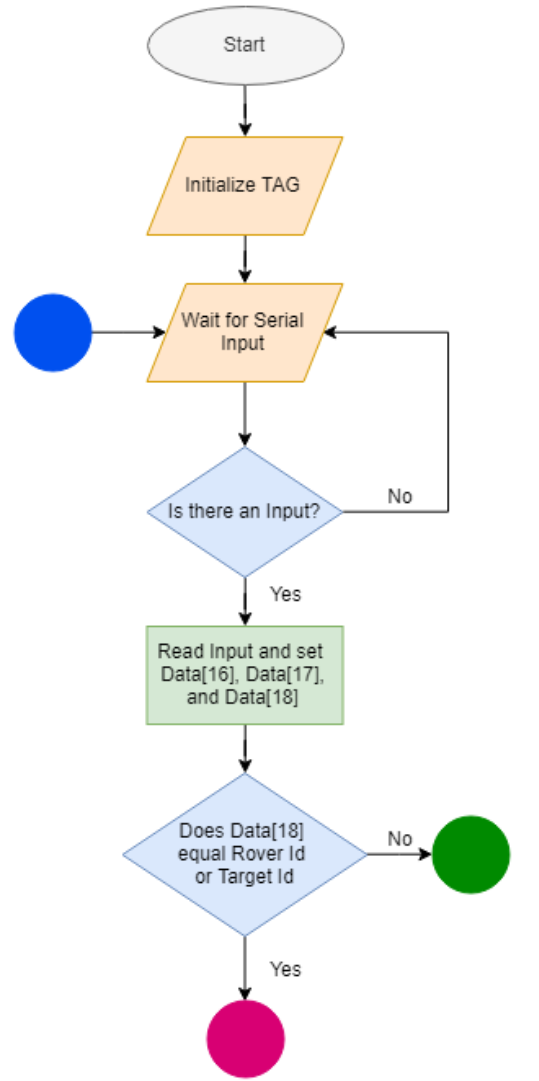 Start
Initialize TAG
Wait for Serial
Input
Is there an Input?
No
Yes
Read Input and set
Data[16], Data[17],
and Data[18]
Does Data[18]
equal Rover Id
or Target Id
No
Yes